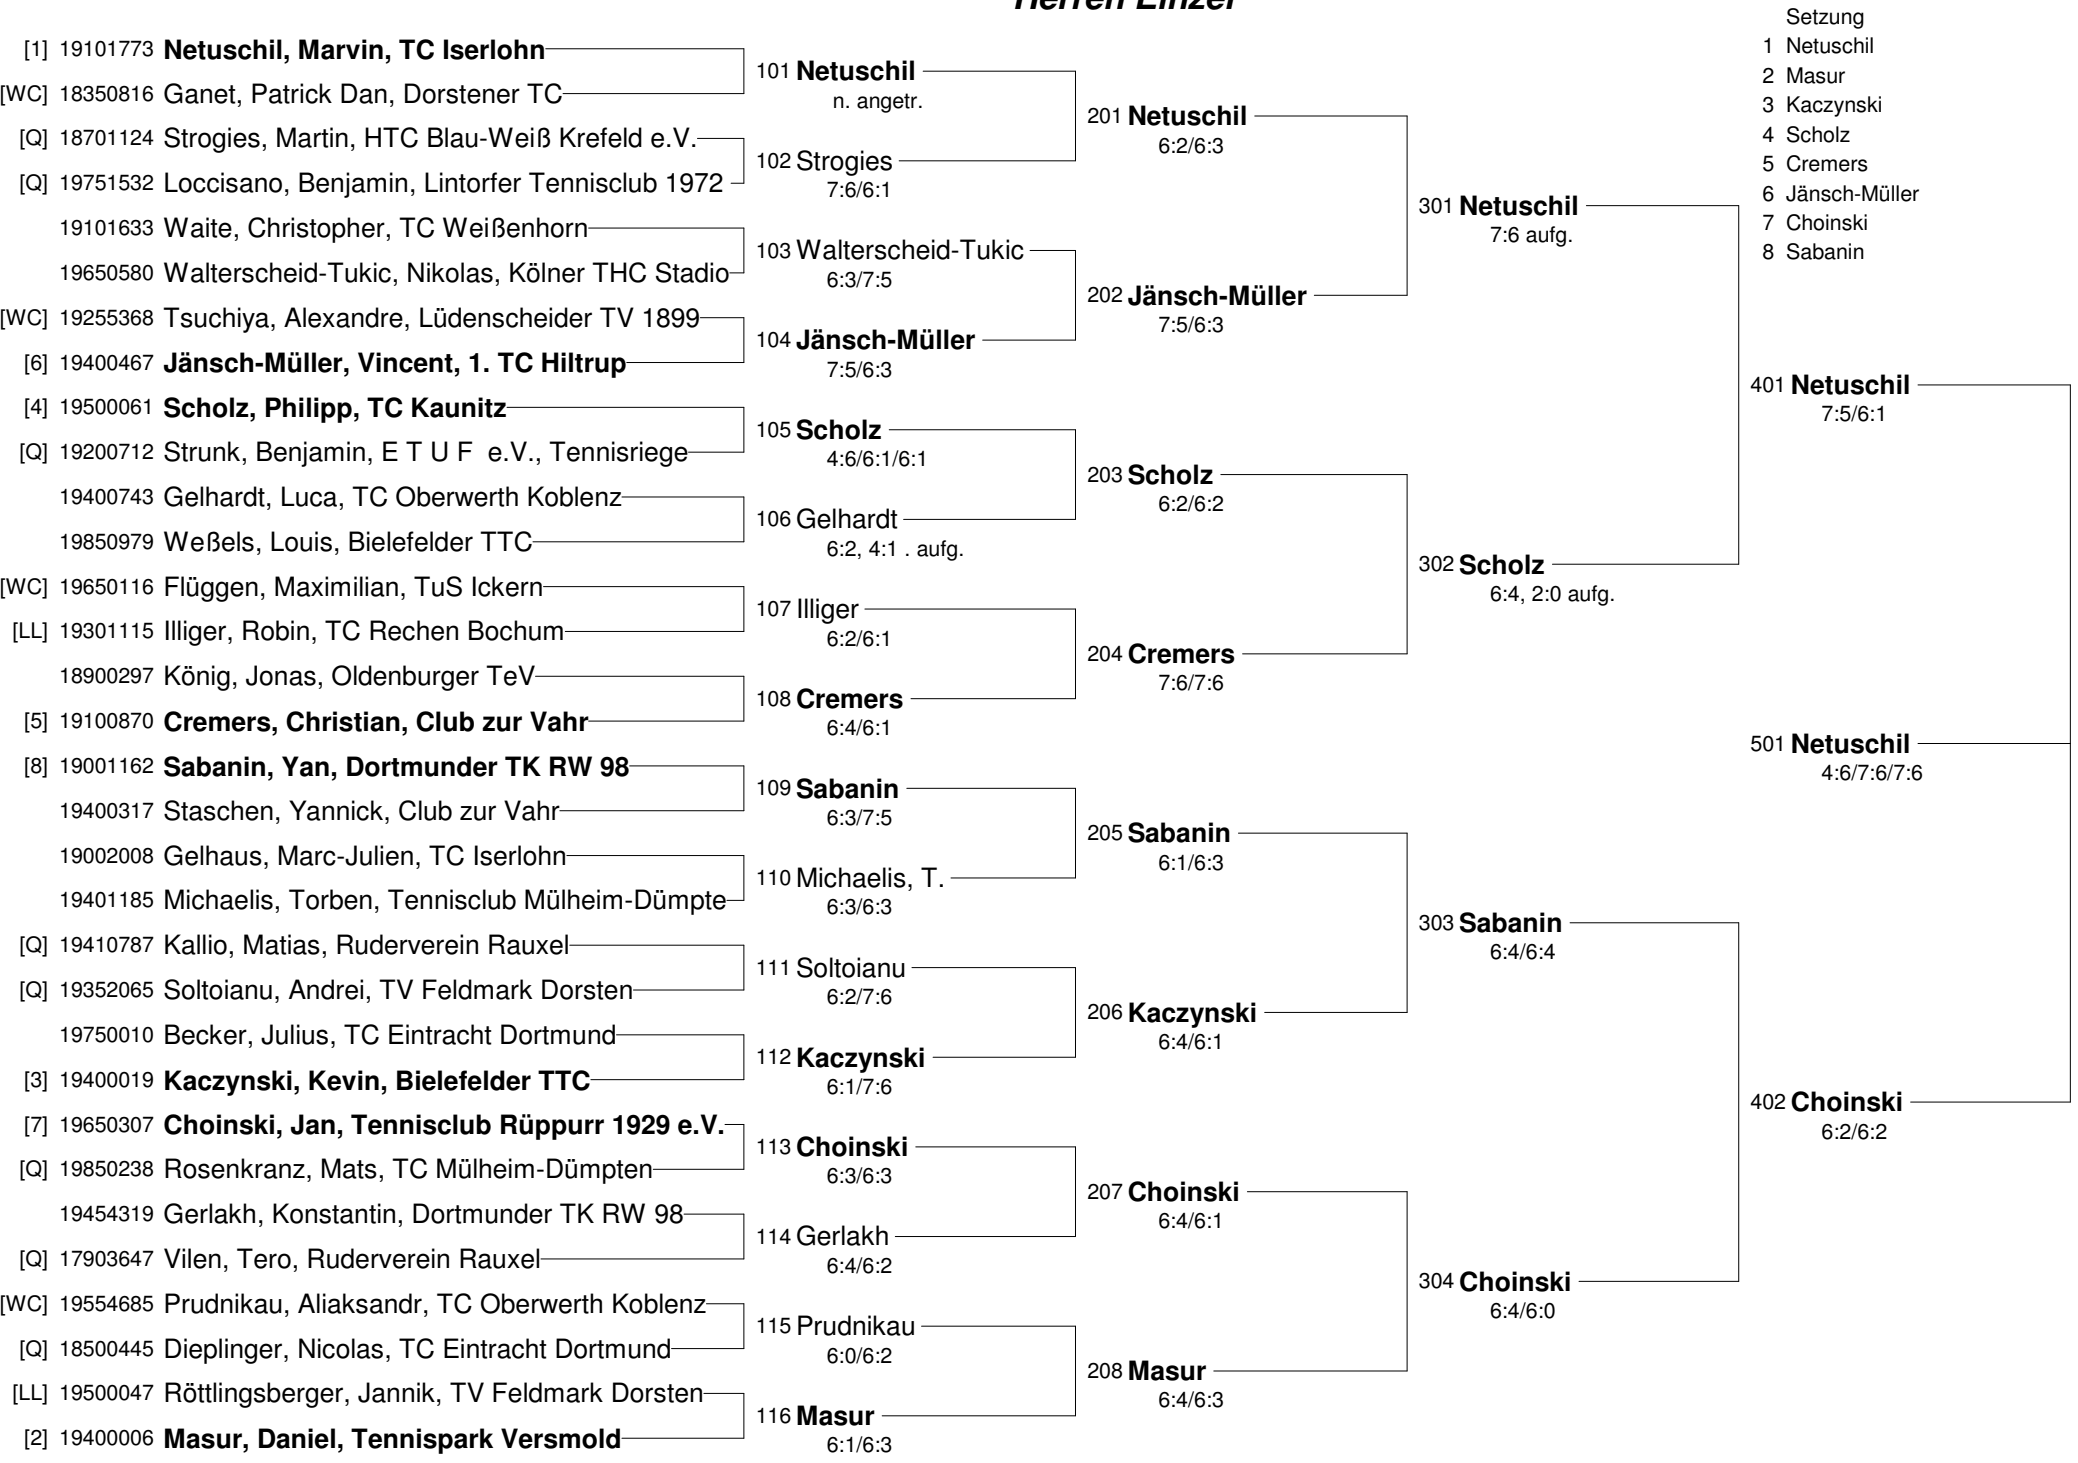 Herren Einzel
Setzung
1 Netuschil
2 Masur
3 Kaczynski
4 Scholz
5 Cremers
6 Jänsch-Müller
7 Choinski
8 Sabanin
[1] 19101773 Netuschil, Marvin, TC Iserlohn
[WC] 18350816 Ganet, Patrick Dan, Dorstener TC
[Q] 18701124 Strogies, Martin, HTC Blau-Weiß Krefeld e.V.
[Q] 19751532 Loccisano, Benjamin, Lintorfer Tennisclub 1972
19101633 Waite, Christopher, TC Weißenhorn
19650580 Walterscheid-Tukic, Nikolas, Kölner THC Stadio
[WC] 19255368 Tsuchiya, Alexandre, Lüdenscheider TV 1899
[6] 19400467 Jänsch-Müller, Vincent, 1. TC Hiltrup
[4] 19500061 Scholz, Philipp, TC Kaunitz
[Q] 19200712 Strunk, Benjamin, E T U F e.V., Tennisriege
19400743 Gelhardt, Luca, TC Oberwerth Koblenz
19850979 Weßels, Louis, Bielefelder TTC
[WC] 19650116 Flüggen, Maximilian, TuS Ickern
[LL] 19301115 Illiger, Robin, TC Rechen Bochum
18900297 König, Jonas, Oldenburger TeV
[5] 19100870 Cremers, Christian, Club zur Vahr
[8] 19001162 Sabanin, Yan, Dortmunder TK RW 98
19400317 Staschen, Yannick, Club zur Vahr
19002008 Gelhaus, Marc-Julien, TC Iserlohn
19401185 Michaelis, Torben, Tennisclub Mülheim-Dümpte
[Q] 19410787 Kallio, Matias, Ruderverein Rauxel
[Q] 19352065 Soltoianu, Andrei, TV Feldmark Dorsten
19750010 Becker, Julius, TC Eintracht Dortmund
[3] 19400019 Kaczynski, Kevin, Bielefelder TTC
[7] 19650307 Choinski, Jan, Tennisclub Rüppurr 1929 e.V.
[Q] 19850238 Rosenkranz, Mats, TC Mülheim-Dümpten
19454319 Gerlakh, Konstantin, Dortmunder TK RW 98
[Q] 17903647 Vilen, Tero, Ruderverein Rauxel
[WC] 19554685 Prudnikau, Aliaksandr, TC Oberwerth Koblenz
[Q] 18500445 Dieplinger, Nicolas, TC Eintracht Dortmund
[LL] 19500047 Röttlingsberger, Jannik, TV Feldmark Dorsten
[2] 19400006 Masur, Daniel, Tennispark Versmold
101 Netuschil
n. angetr.
102 Strogies
7:6/6:1
103 Walterscheid-Tukic
6:3/7:5
104 Jänsch-Müller
7:5/6:3
105 Scholz
4:6/6:1/6:1
106 Gelhardt
6:2, 4:1 . aufg.
107 Illiger
6:2/6:1
108 Cremers
6:4/6:1
109 Sabanin
6:3/7:5
110 Michaelis, T.
6:3/6:3
111 Soltoianu
6:2/7:6
112 Kaczynski
6:1/7:6
113 Choinski
6:3/6:3
114 Gerlakh
6:4/6:2
115 Prudnikau
6:0/6:2
116 Masur
6:1/6:3
201 Netuschil
6:2/6:3
202 Jänsch-Müller
7:5/6:3
203 Scholz
6:2/6:2
204 Cremers
7:6/7:6
205 Sabanin
6:1/6:3
206 Kaczynski
6:4/6:1
207 Choinski
6:4/6:1
208 Masur
6:4/6:3
301 Netuschil
7:6 aufg.
302 Scholz
6:4, 2:0 aufg.
303 Sabanin
6:4/6:4
304 Choinski
6:4/6:0
401 Netuschil
7:5/6:1
402 Choinski
6:2/6:2
501 Netuschil
4:6/7:6/7:6